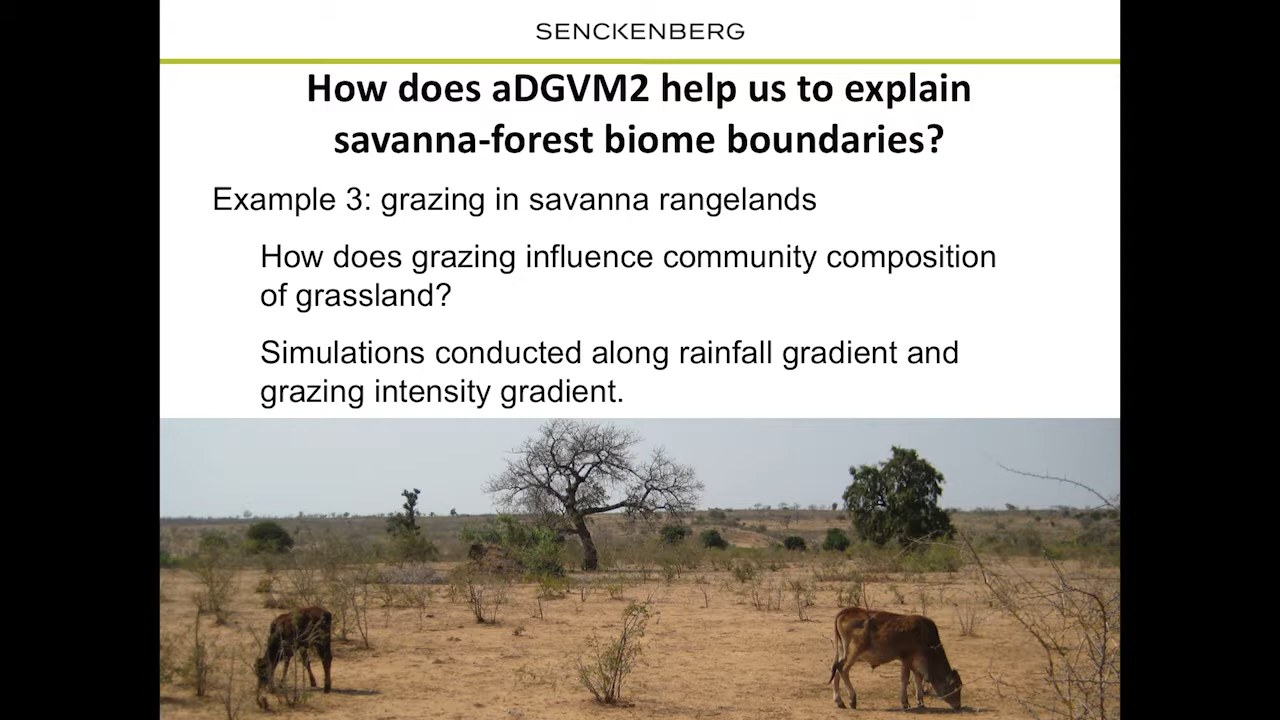 SENCKENBERG
How does aDGVM2 help us to explain
savanna-forest biome boundaries?
Example 3: grazing in savanna rangelands
How does grazing influence community composition
of grassland?
Simulations conducted along rainfall gradient and
grazing intensity gradient.